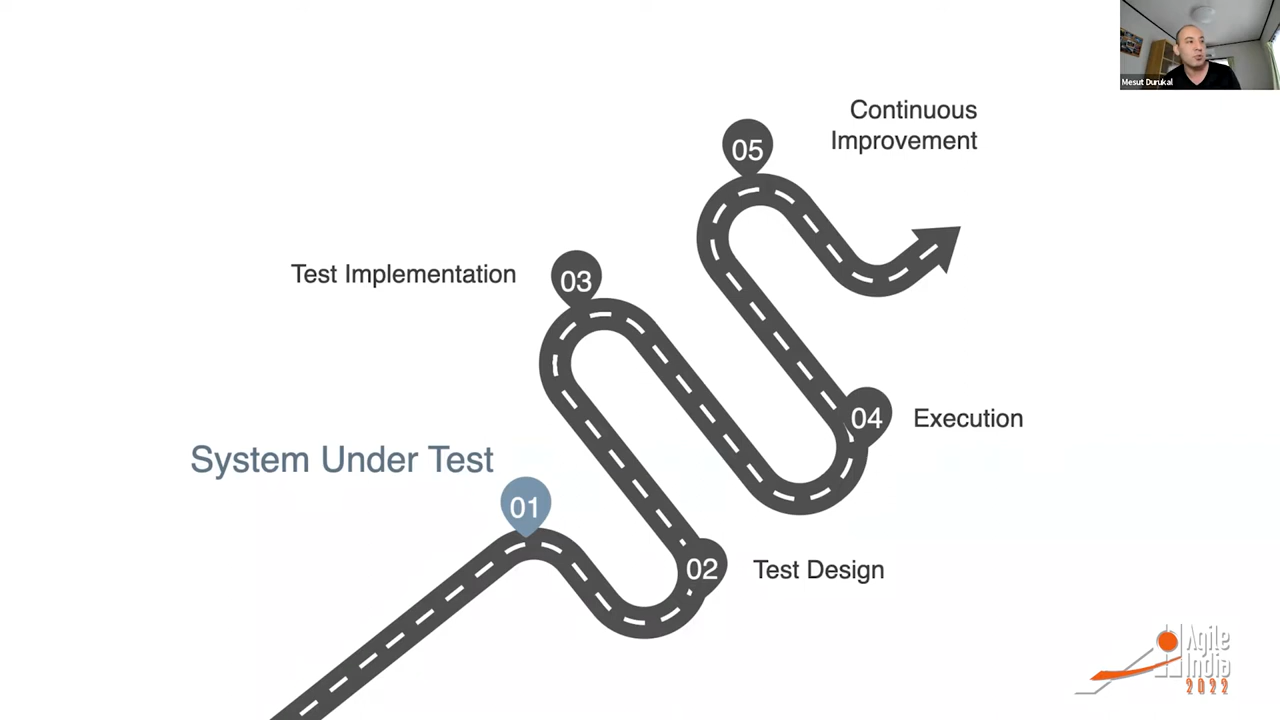 Mesut Durukal
Continuous
Improvement
05
Test Implementation
03
04
Execution
System Under Test
01
02
Test Design
Agile
India
2022